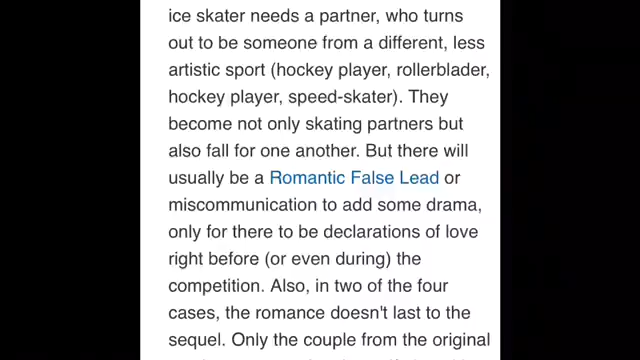 ice skater needs a partner, who turns
out to be someone from a different, less
artistic sport (hockey player, rollerblader,
hockey player, speed-skater). They
become not only skating partners but
also fall for one another. But there will
usually be a Romantic False Lead or
miscommunication to add some drama,
only for there to be declarations of love
right before (or even during) the
competition. Also, in two of the four
cases, the romance doesn't last to the
sequel. Only the couple from the original